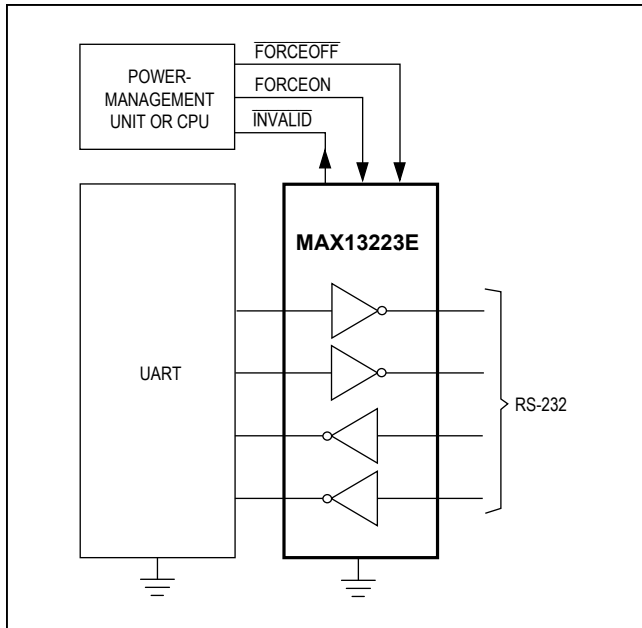 FORCEOFF
POWER-
MANAGEMENT
UNIT OR CPU
FORCEON
INVALID
MAX13223E
UART
RS-232